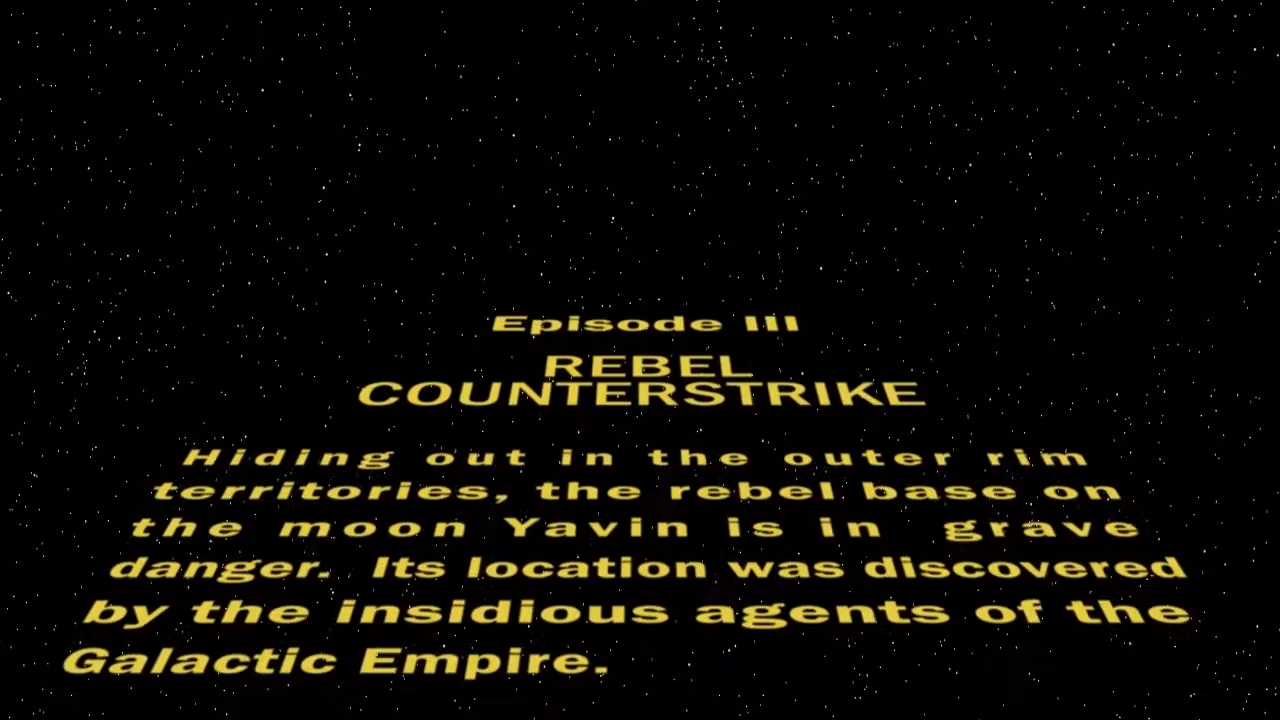 Episode III
REBEL
COUNTERSTRIKE
Hiding out in the outer rim
territories, the rebel base on
the moon Yavin is in grave
danger. Its location was discovered
by the insidious agents of the
Galactic Empire.